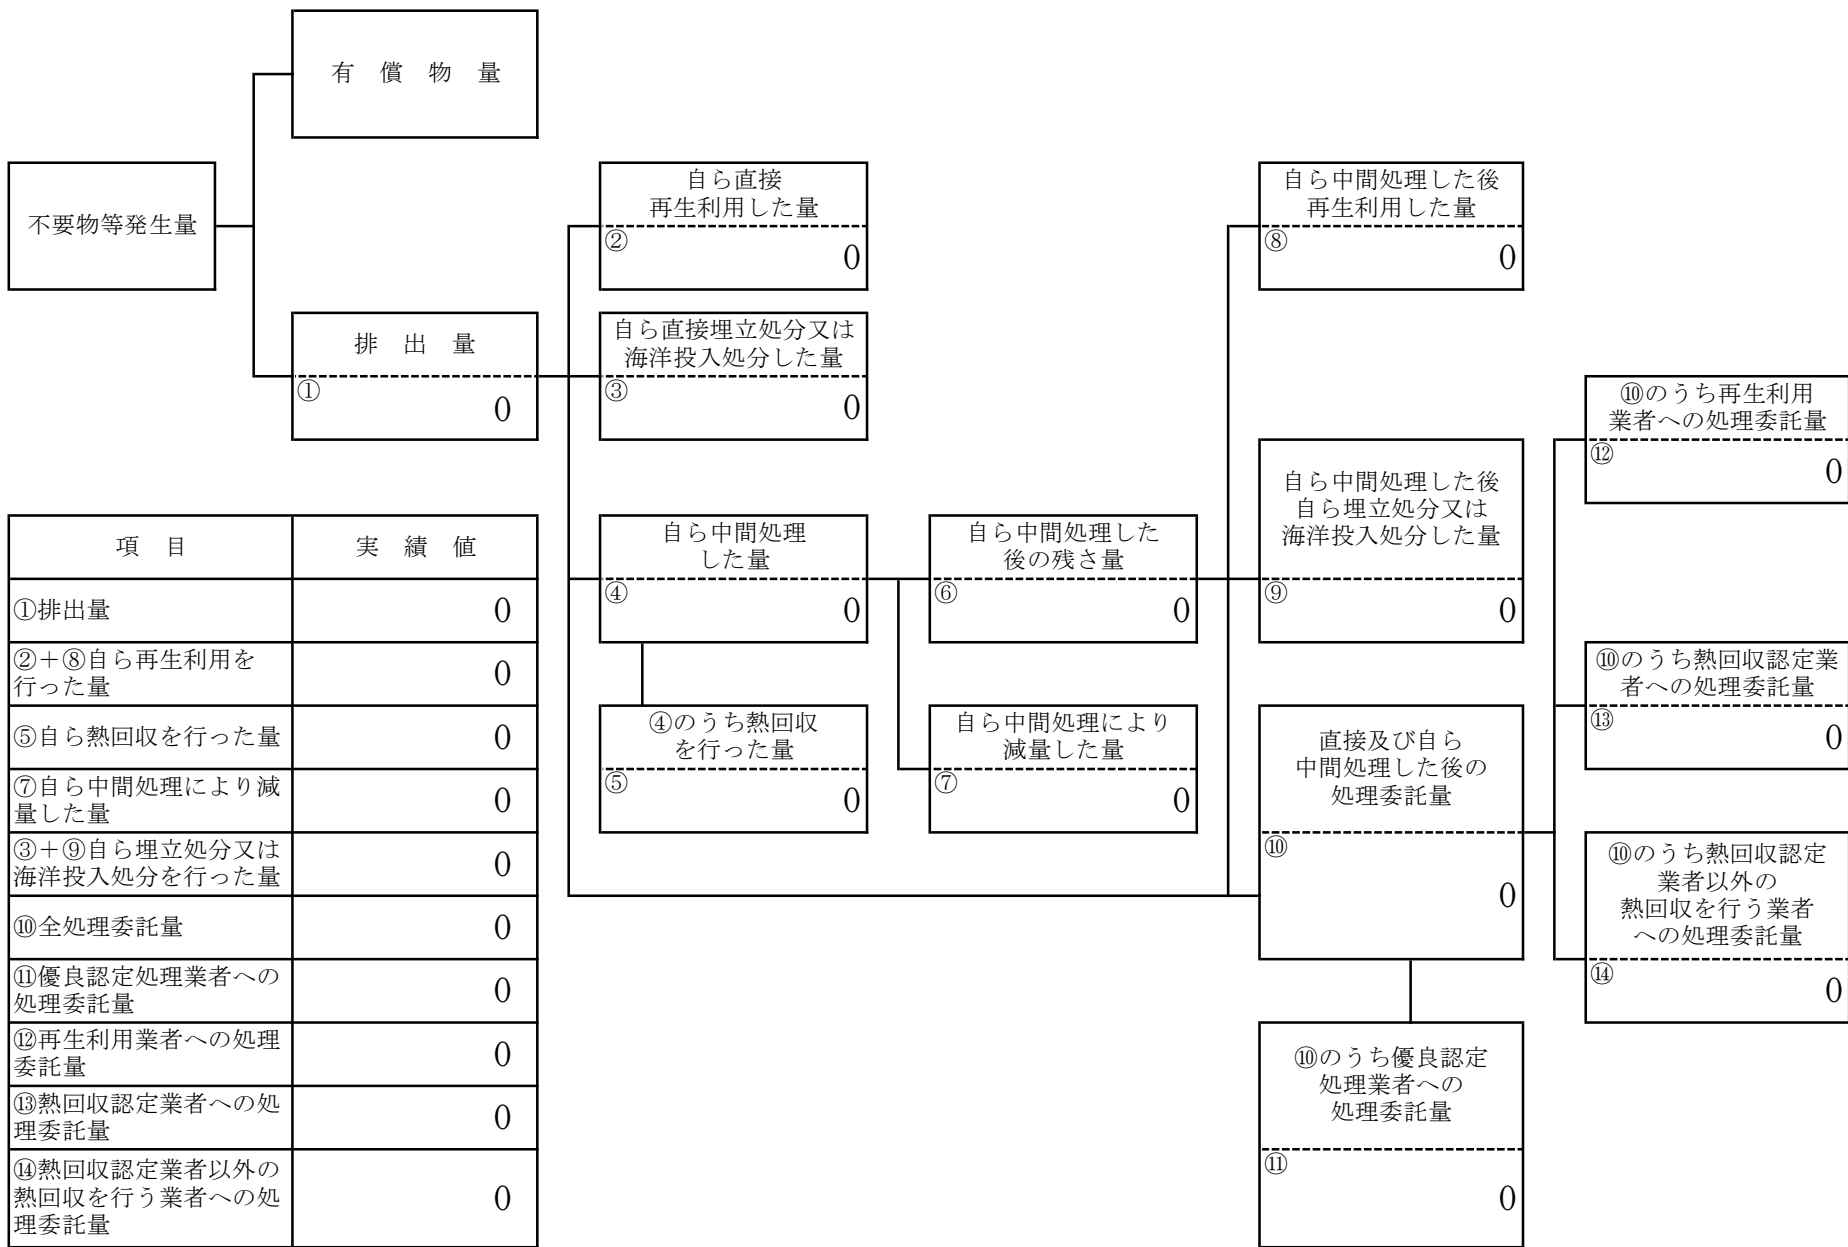 有 償 物 量
不要物等発生量
排 出 量
①
0
自ら直接
再生利用した量
②
0
自ら直接埋立処分又は
海洋投入処分した量
③
0
自ら中間処理
した量
④
0
④のうち熱回収
を行った量
⑤
0
自ら中間処理した
後の残さ量
⑥
0
自ら中間処理により
減量した量
⑦
0
自ら中間処理した後
再生利用した量
⑧
0
自ら中間処理した後
自ら埋立処分又は
海洋投入処分した量
⑨
0
直接及び自ら
中間処理した後の
処理委託量
⑩
0
⑩のうち優良認定
処理業者への
処理委託量
⑪
0
⑩のうち再生利用
業者への処理委託量
⑫
0
⑩のうち熱回収認定業
者への処理委託量
⑬
0
⑩のうち熱回収認定
業者以外の
熱回収を行う業者
への処理委託量
⑭
0
項 目 実 績 値
①排出量 0
②+⑧自ら再生利用を
行った量 0
⑤自ら熱回収を行った量 0
⑦自ら中間処理により減
量した量 0
③+⑨自ら埋立処分又は
海洋投入処分を行った量 0
⑩全処理委託量 0
⑪優良認定処理業者への
処理委託量 0
⑫再生利用業者への処理
委託量 0
⑬熱回収認定業者への処
理委託量 0
⑭熱回収認定業者以外の
熱回収を行う業者への処
理委託量 0